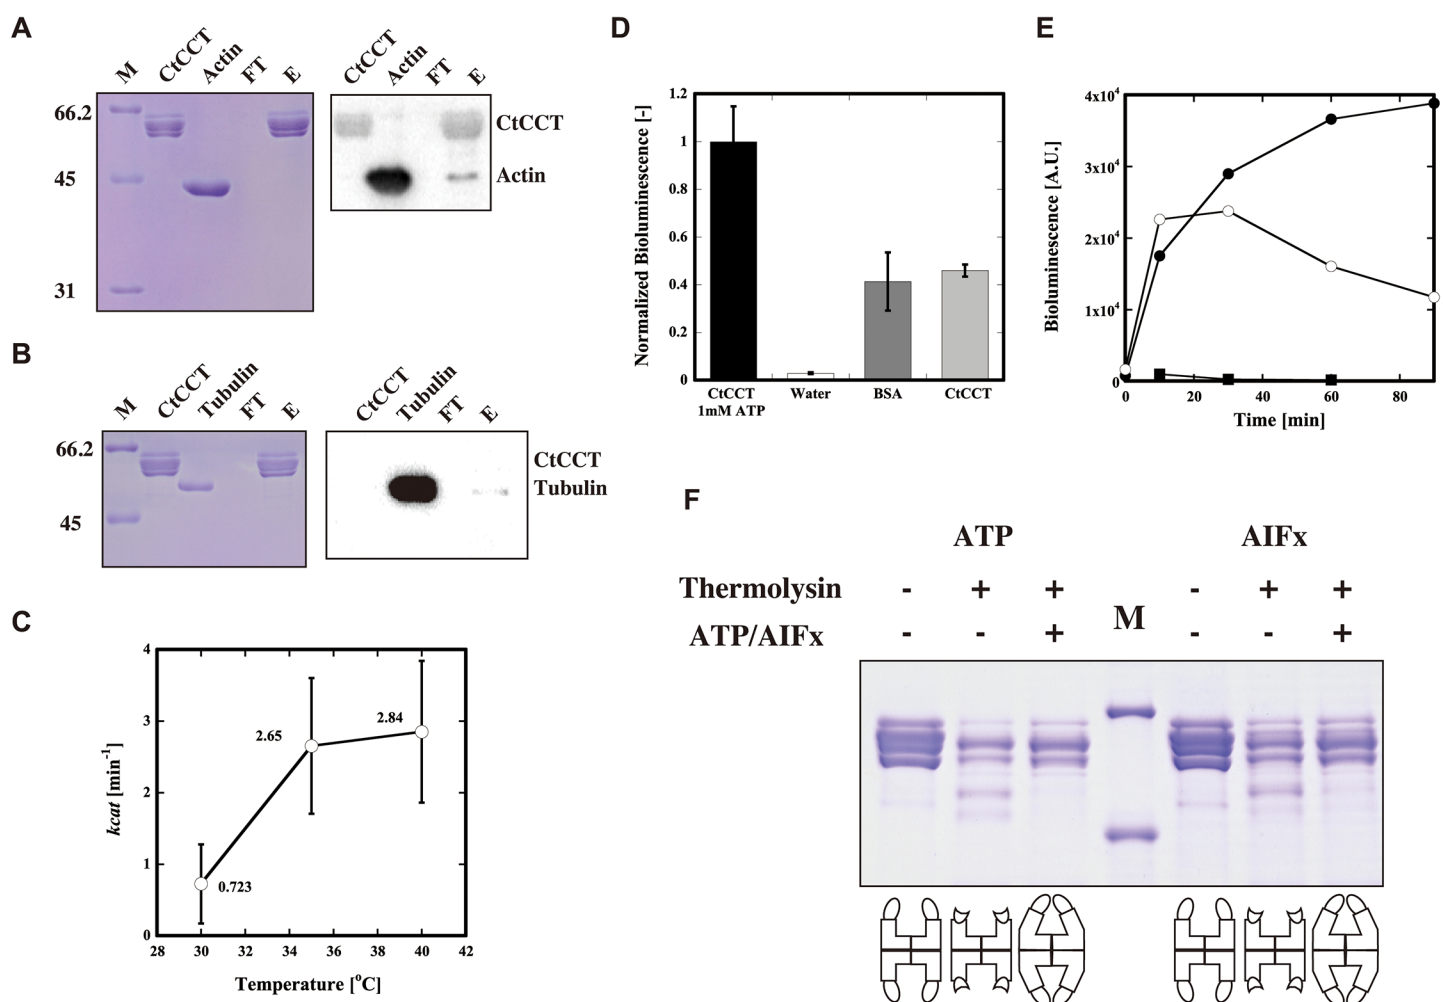 A
M CtCCT Actin FT E
66.2
45
31
CtCCT Actin FT E
CtCCT
Actin
B
M CtCCT Tubulin FT E
66.2
45
CtCCT Tubulin FT E
CtCCT
Tubulin
C
kcat [min-1]
4
3
2
1
0
0.723
2.65
2.84
28 30 32 34 36 38 40 42
Temperature [oC]
D
Normalized Bioluminescence [-]
1.2
1
0.8
0.6
0.4
0.2
0
CtCCT Water BSA CtCCT
1mM ATP
E
Bioluminescence [A.U.]
4x10⁴
3x10⁴
2x10⁴
1x10⁴
0
0 20 40 60 80
Time [min]
F
ATP AIFx
Thermolysin - + + M - + +
ATP/AIFx - - + - - +